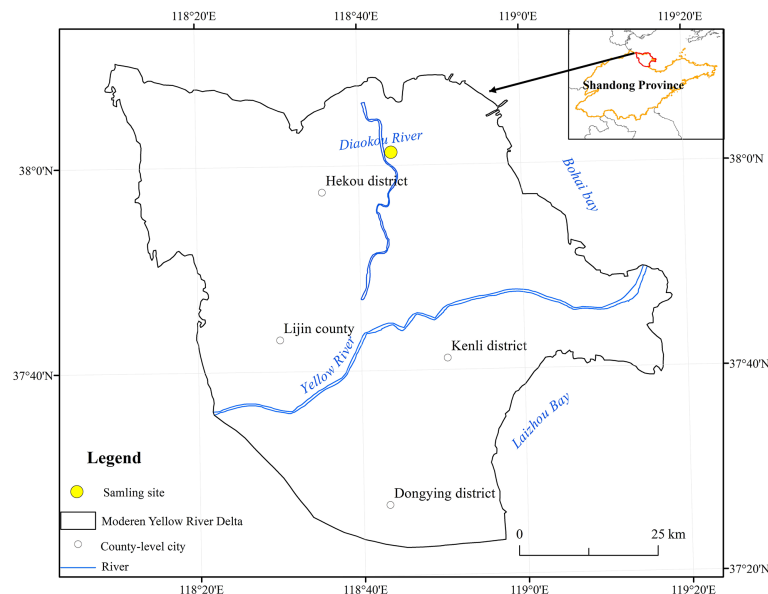 118°20'E 118°40'E 119°0'E 119°20'E
Shandong Province
Diaokou River
38°0'N
38°0'N
Hekou district
Bohai bay
Lijin county
Kenli district
Yellow River
37°40'N
37°40'N
Laizhou Bay
Legend
Samling site
Moderen Yellow River Delta
County-level city
River
Dongying district
0 25 km
37°20'N
118°20'E 118°40'E 119°0'E 119°20'E